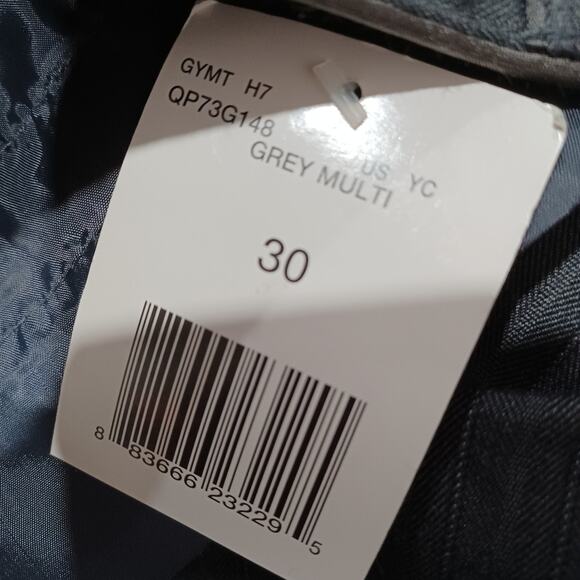 GYMT H7
QP73G148
US YC
GREY MULTI
30
8 83666 23229 5